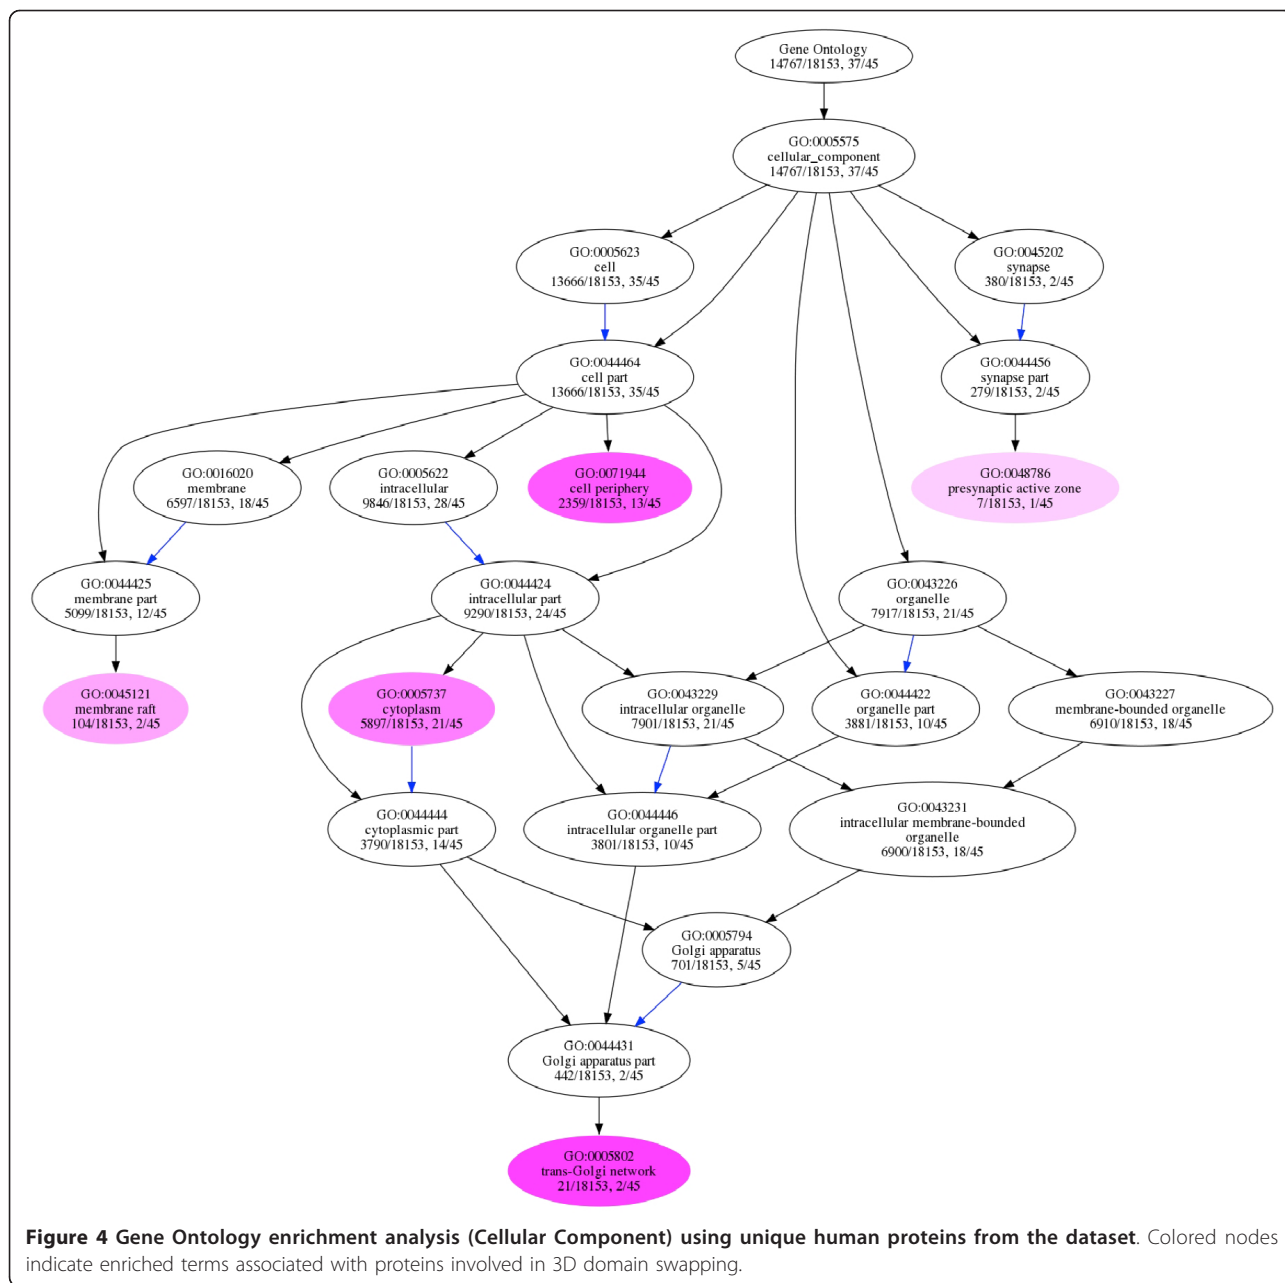 Gene Ontology
14767/18153, 37/45
GO:0005575
cellular_component
14767/18153, 37/45
GO:0005623
cell
13666/18153, 35/45
GO:0045202
synapse
380/18153, 2/45
GO:0044464
cell part
13666/18153, 35/45
GO:0044456
synapse part
279/18153, 2/45
GO:0016020
membrane
6597/18153, 18/45
GO:0005622
intracellular
9846/18153, 28/45
GO:0071944
cell periphery
2359/18153, 13/45
GO:0048786
presynaptic active zone
7/18153, 1/45
GO:0044425
membrane part
5099/18153, 12/45
GO:0044424
intracellular part
9290/18153, 24/45
GO:0043226
organelle
7917/18153, 21/45
GO:0045121
membrane raft
104/18153, 2/45
GO:0005737
cytoplasm
5897/18153, 21/45
GO:0043229
intracellular organelle
7901/18153, 21/45
GO:0044422
organelle part
3881/18153, 10/45
GO:0043227
membrane-bounded organelle
6910/18153, 18/45
GO:0044444
cytoplasmic part
3790/18153, 14/45
GO:0044446
intracellular organelle part
3801/18153, 10/45
GO:0043231
intracellular membrane-bounded
organelle
6900/18153, 18/45
GO:0005794
Golgi apparatus
701/18153, 5/45
GO:0044431
Golgi apparatus part
442/18153, 2/45
GO:0005802
trans-Golgi network
21/18153, 2/45
Figure 4 Gene Ontology enrichment analysis (Cellular Component) using unique human proteins from the dataset. Colored nodes
indicate enriched terms associated with proteins involved in 3D domain swapping.